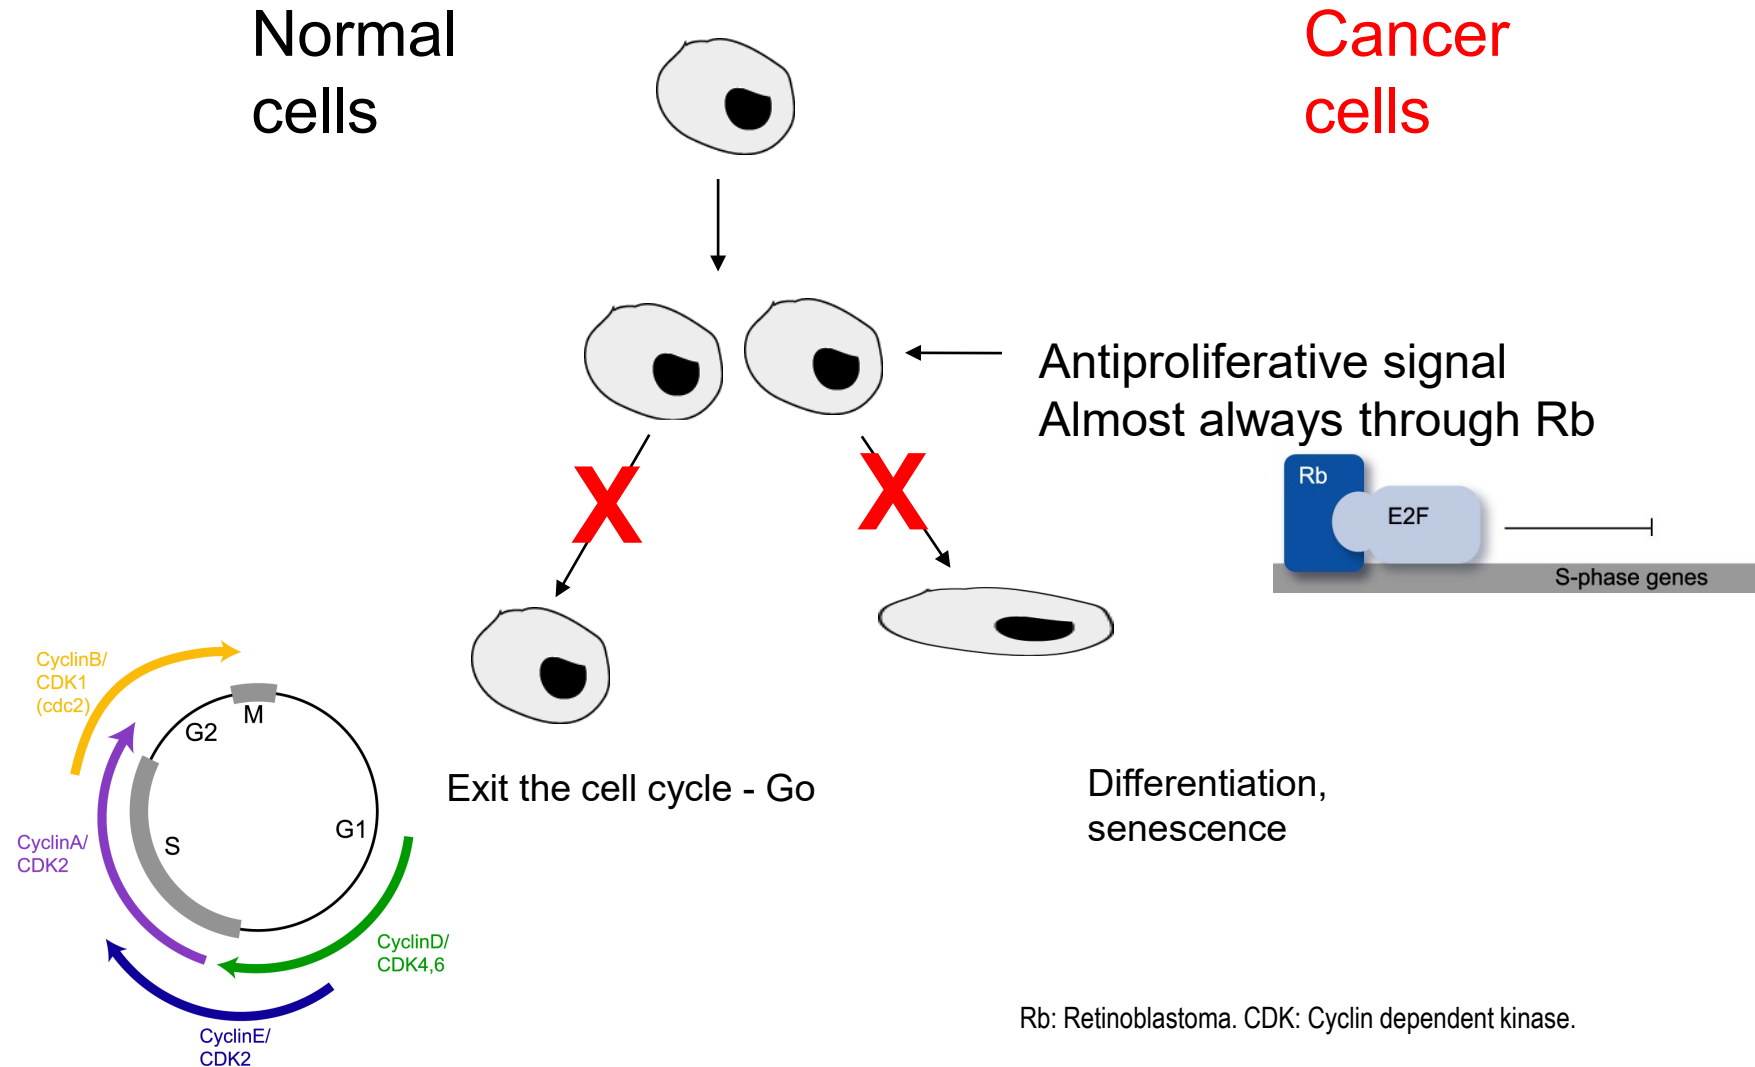 Normal
cells
Cancer
cells
Antiproliferative signal
Almost always through Rb
Rb
E2F
S-phase genes
X
X
CyclinB/
CDK1
(cdc2)
M
G2
G1
S
CyclinA/
CDK2
CyclinD/
CDK4,6
CyclinE/
CDK2
Exit the cell cycle - Go
Differentiation,
senescence
Rb: Retinoblastoma. CDK: Cyclin dependent kinase.